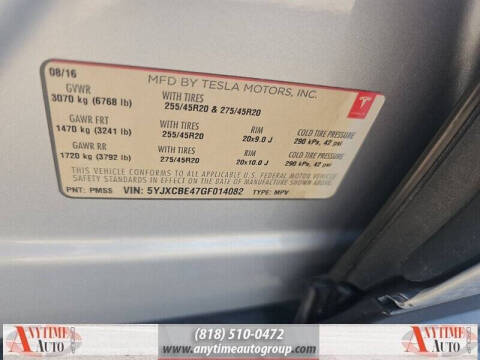 08/16
MFD BY TESLA MOTORS, INC.
GVWR
3070 kg (6768 lb)
WITH TIRES
255/45R20 & 275/45R20
GAWR FRT
1470 kg (3241 lb)
WITH TIRES
255/45R20
RIM
20x9.0 J
COLD TIRE PRESSURE
290 kPa, 42 psi
GAWR RR
1720 kg (3792 lb)
WITH TIRES
275/45R20
RIM
20x10.0 J
COLD TIRE PRESSURE
290 kPa, 42 psi
THIS VEHICLE CONFORMS TO ALL APPLICABLE U.S. FEDERAL MOTOR VEHICLE
SAFETY STANDARDS IN EFFECT ON THE DATE OF MANUFACTURE SHOWN ABOVE.
PNT: PMSS VIN: 5YJXCBE47GF014082 TYPE: MPV
ANYTIME
AUTO
(818) 510-0472
www.anytimeautogroup.com
ANYTIME
AUTO